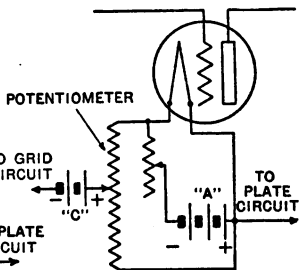 POTENTIOMETER
O GRID
IRCUIT
- "C" +
"A"
- +
TO
PLATE
CIRCUIT
PLATE
CUIT